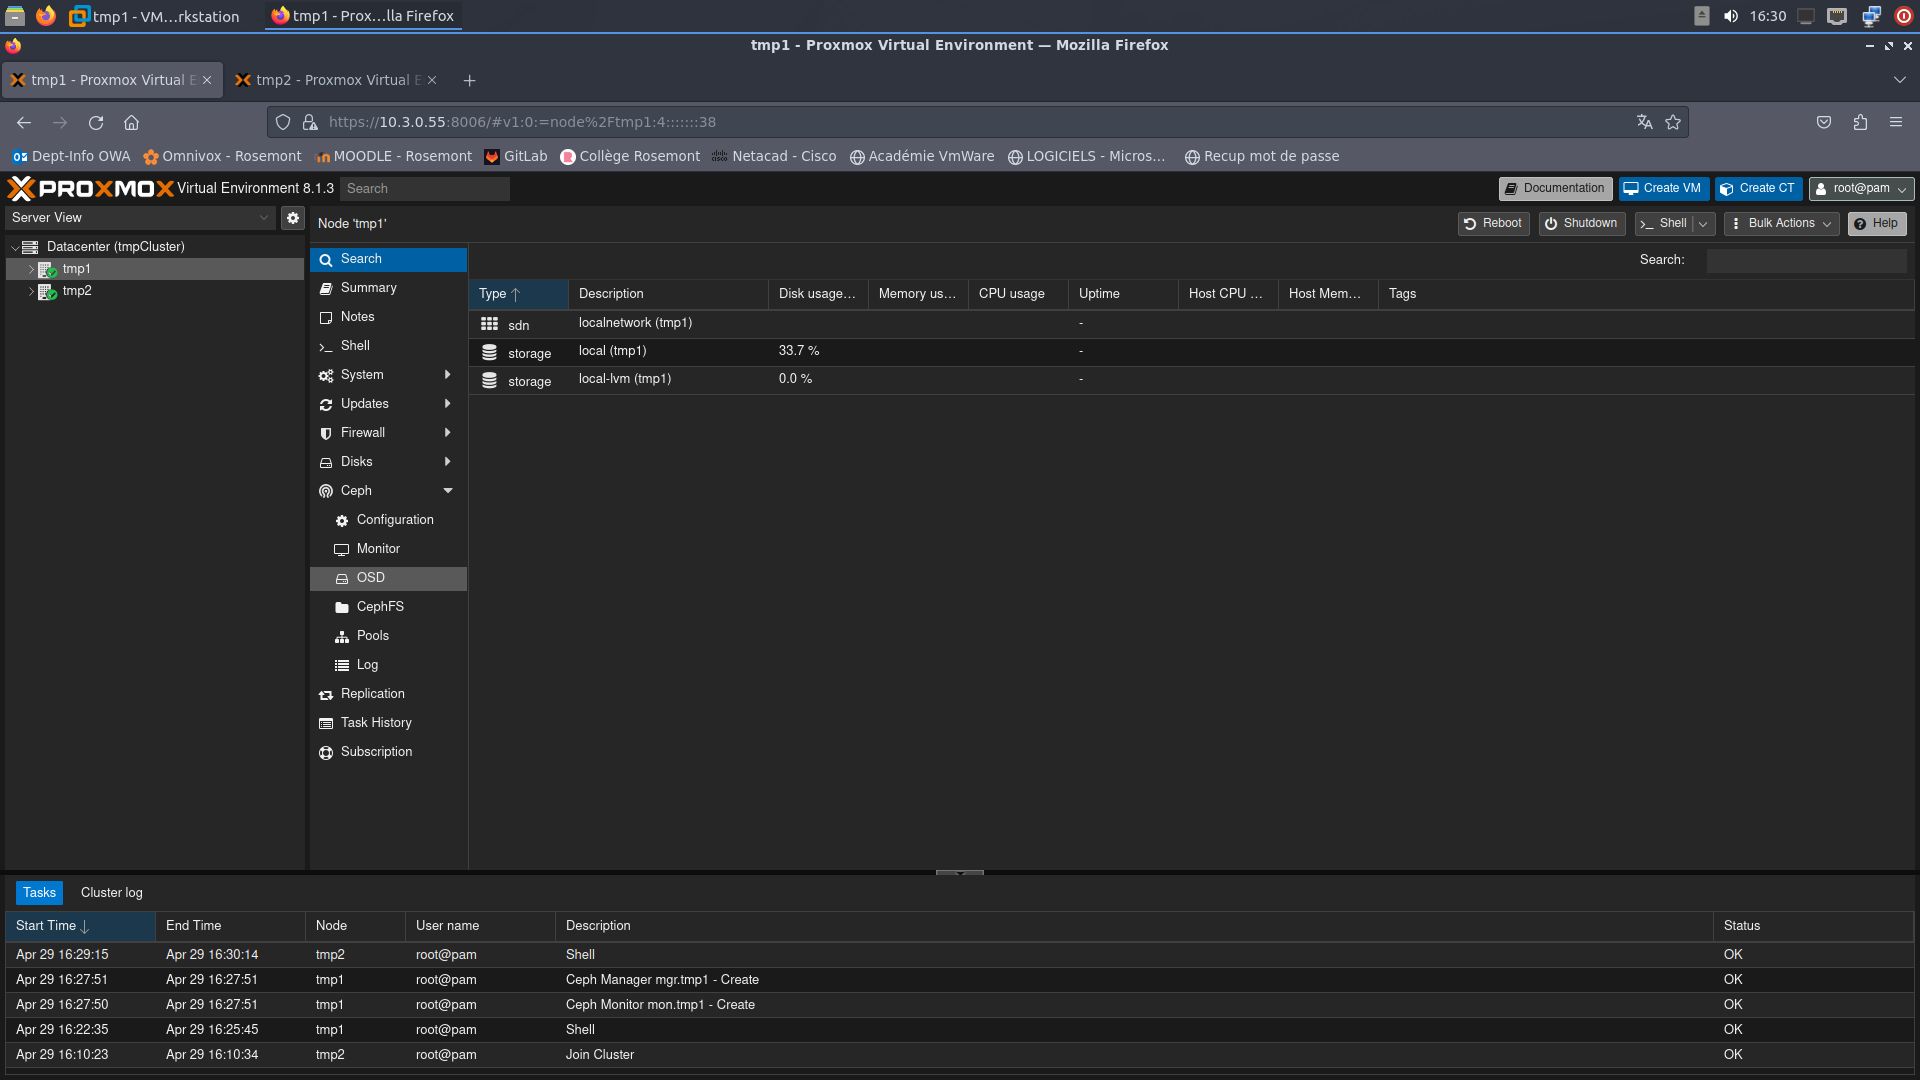 tmp1 - VM...rkstation
tmp1 - Prox...lla Firefox
16:30
tmp1 - Proxmox Virtual Environment — Mozilla Firefox
tmp1 - Proxmox Virtual E
tmp2 - Proxmox Virtual E
https://10.3.0.55:8006/#v1:0:=node%2Ftmp1:4:::::::38
Dept-Info OWA
Omnivox - Rosemont
MOODLE - Rosemont
GitLab
Collège Rosemont
Netacad - Cisco
Académie VmWare
LOGICIELS - Micros...
Recup mot de passe
PROXMOX Virtual Environment 8.1.3
Search
Documentation
Create VM
Create CT
root@pam
Server View
Node 'tmp1'
Reboot
Shutdown
Shell
Bulk Actions
Help
Datacenter (tmpCluster)
tmp1
tmp2
Search
Summary
Notes
Shell
System
Updates
Firewall
Disks
Ceph
Configuration
Monitor
OSD
CephFS
Pools
Log
Replication
Task History
Subscription
Search:
Type Description Disk usage... Memory us... CPU usage Uptime Host CPU ... Host Mem... Tags
sdn localnetwork (tmp1) -
storage local (tmp1) 33.7 % -
storage local-lvm (tmp1) 0.0 % -
Tasks Cluster log
Start Time End Time Node User name Description Status
Apr 29 16:29:15 Apr 29 16:30:14 tmp2 root@pam Shell OK
Apr 29 16:27:51 Apr 29 16:27:51 tmp1 root@pam Ceph Manager mgr.tmp1 - Create OK
Apr 29 16:27:50 Apr 29 16:27:51 tmp1 root@pam Ceph Monitor mon.tmp1 - Create OK
Apr 29 16:22:35 Apr 29 16:25:45 tmp1 root@pam Shell OK
Apr 29 16:10:23 Apr 29 16:10:34 tmp2 root@pam Join Cluster OK